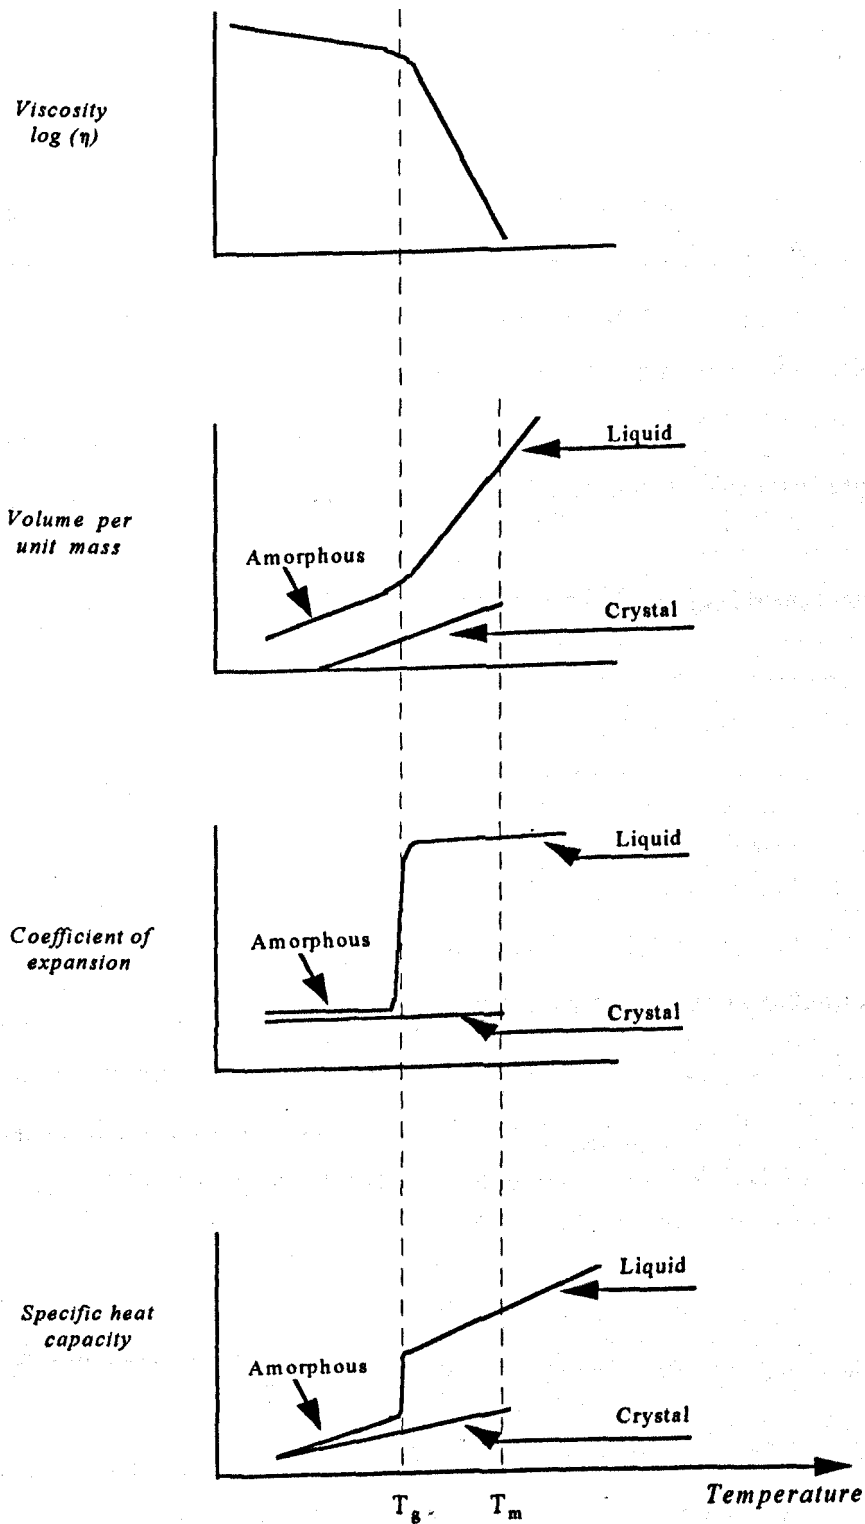 Viscosity
log (η)
Liquid
Volume per
unit mass
Amorphous
Crystal
Liquid
Coefficient of
expansion
Amorphous
Crystal
Liquid
Specific heat
capacity
Amorphous
Crystal
Temperature
Tg
Tm